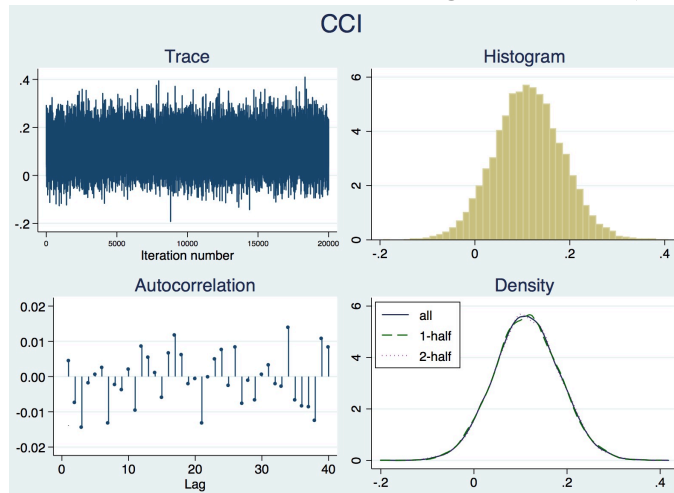 CCI
Trace
.4
.2
0
-.2
0 5000 10000 15000 20000
Iteration number
Histogram
6
4
2
0
-.2 0 .2 .4
Autocorrelation
0.02
0.01
0.00
-0.01
-0.02
0 10 20 30 40
Lag
Density
all
1-half
2-half
6
4
2
0
-.2 0 .2 .4